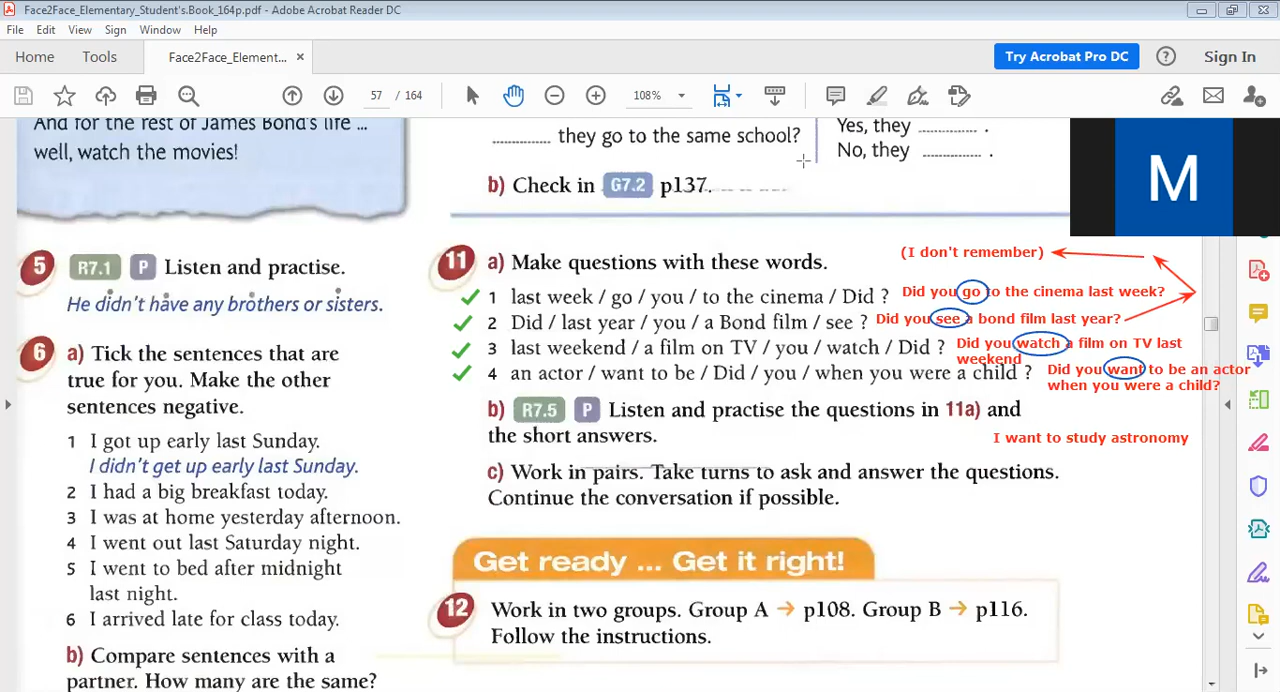 Face2Face_Elementary_Student's.Book_164p.pdf - Adobe Acrobat Reader DC
File Edit View Sign Window Help
Home Tools Face2Face_Element... × Try Acrobat Pro DC ? Sign In
57 / 164 108%
And for the rest of James Bond's life ...
well, watch the movies!
............ they go to the same school?
Yes, they ............ .
No, they ............ .
M
b) Check in G7.2 p137.
5 R7.1 P Listen and practise.
He didn't have any brothers or sisters.
6 a) Tick the sentences that are
true for you. Make the other
sentences negative.
1 I got up early last Sunday.
I didn't get up early last Sunday.
2 I had a big breakfast today.
3 I was at home yesterday afternoon.
4 I went out last Saturday night.
5 I went to bed after midnight
last night.
6 I arrived late for class today.
b) Compare sentences with a
partner. How many are the same?
11 a) Make questions with these words.
(I don't remember)
1 last week / go / you / to the cinema / Did ?
Did you go to the cinema last week?
2 Did / last year / you / a Bond film / see ?
Did you see a bond film last year?
3 last weekend / a film on TV / you / watch / Did ?
Did you watch a film on TV last
weekend
4 an actor / want to be / Did / you / when you were a child ?
Did you want to be an actor
when you were a child?
b) R7.5 P Listen and practise the questions in 11a) and
the short answers.
I want to study astronomy
c) Work in pairs. Take turns to ask and answer the questions.
Continue the conversation if possible.
Get ready ... Get it right!
12 Work in two groups. Group A → p108. Group B → p116.
Follow the instructions.